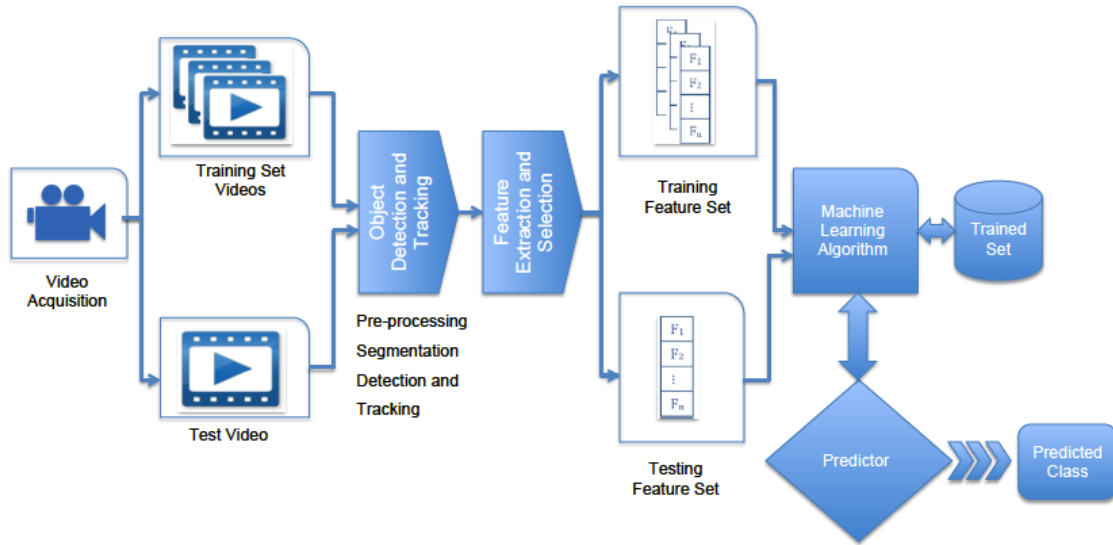 Video
Acquisition
Training Set
Videos
Test Video
Object
Detection and
Tracking
Pre-processing
Segmentation
Detection and
Tracking
Feature
Extraction and
Selection
F₁
F₂
⋮
Fₙ
Training
Feature Set
F₁
F₂
⋮
Fₙ
Testing
Feature Set
Machine
Learning
Algorithm
Trained
Set
Predictor
Predicted
Class